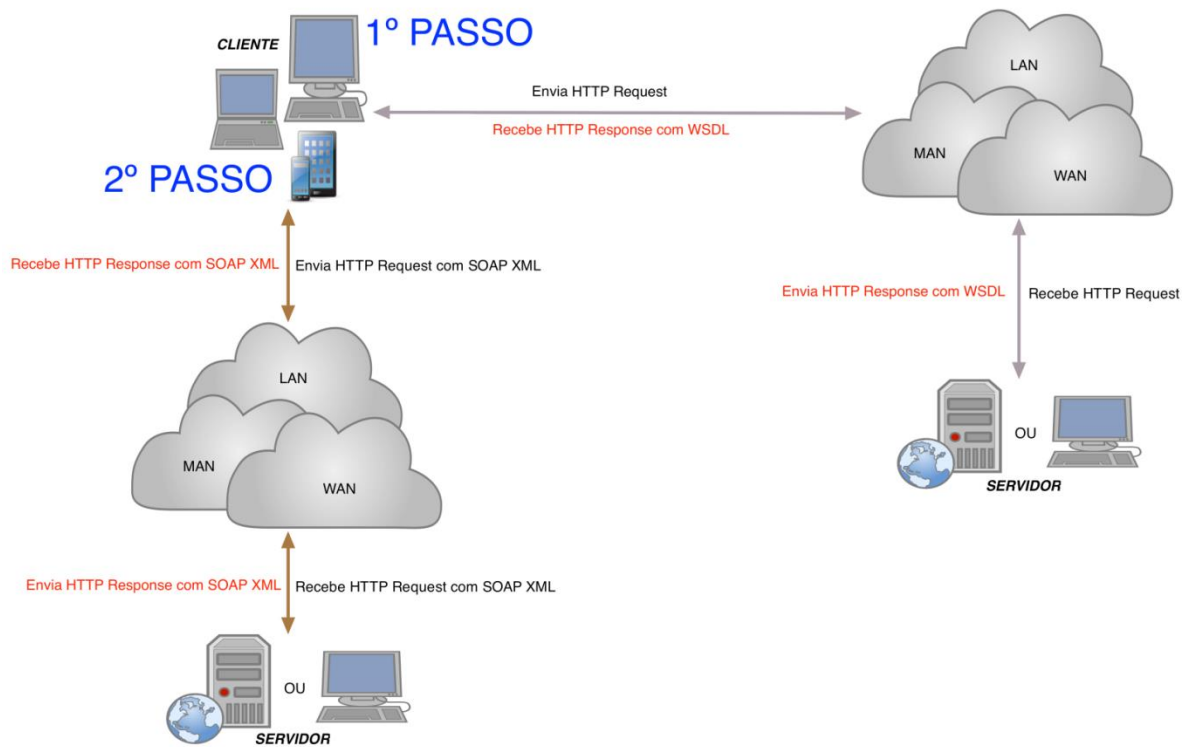 1º PASSO
CLIENTE
LAN
MAN
WAN
Envia HTTP Request
Recebe HTTP Response com WSDL
2º PASSO
Recebe HTTP Response com SOAP XML
Envia HTTP Request com SOAP XML
Envia HTTP Response com WSDL
Recebe HTTP Request
LAN
MAN
WAN
OU
SERVIDOR
Envia HTTP Response com SOAP XML
Recebe HTTP Request com SOAP XML
OU
SERVIDOR